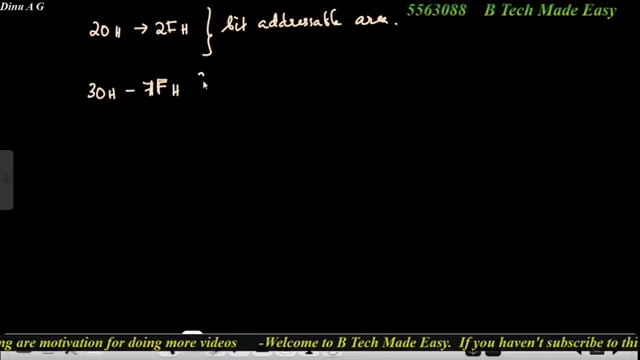 Dinu A G
5563088 B Tech Made Easy
20H → 2FH } bit addressable area.
30H – 7FH
ng are motivation for doing more videos -Welcome to B Tech Made Easy. If you haven't subscribe to thi